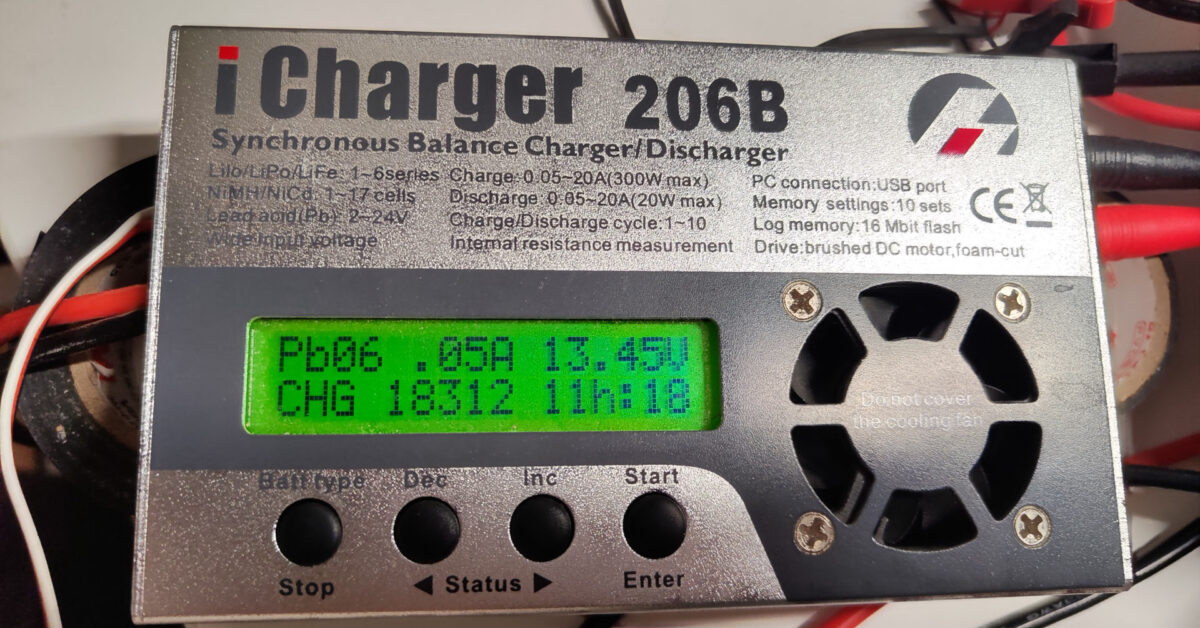 iCharger 206B
Synchronous Balance Charger/Discharger
LiIo/LiPo/LiFe: 1~6series
NiMH/NiCd: 1~17 cells
Lead acid(Pb): 2~24V
Wide input voltage
Charge:0.05~20A(300W max)
Discharge:0.05~20A(20W max)
Charge/Discharge cycle:1~10
Internal resistance measurement
PC connection:USB port
Memory settings:10 sets
Log memory:16 Mbit flash
Drive:brushed DC motor,foam-cut
CE
Pb06 .05A 13.45V
CHG 18312 11h:18
Do not cover
the cooling fan
Batt type Dec Inc Start
Stop ◀ Status ▶ Enter